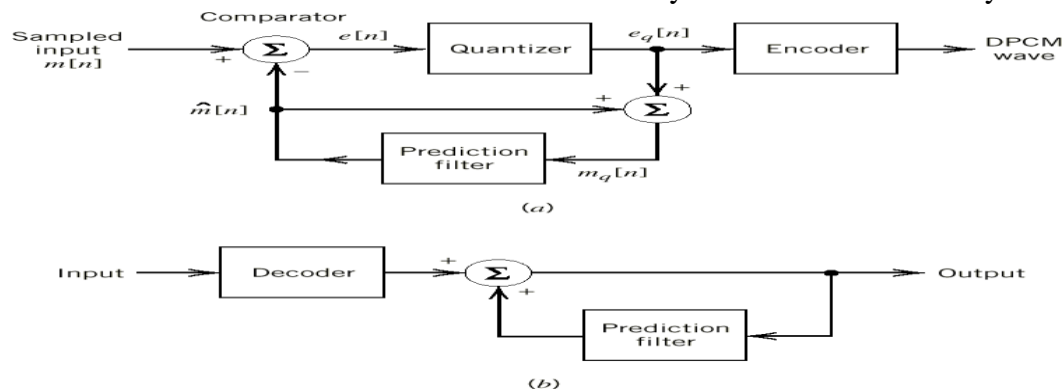 Comparator
Sampled input m[n]
+
Σ
−
e[n]
Quantizer
e_q[n]
Encoder
DPCM wave
m̂[n]
+
+
Σ
Prediction filter
m_q[n]
(a)
Input
Decoder
+
Σ
+
Output
Prediction filter
(b)